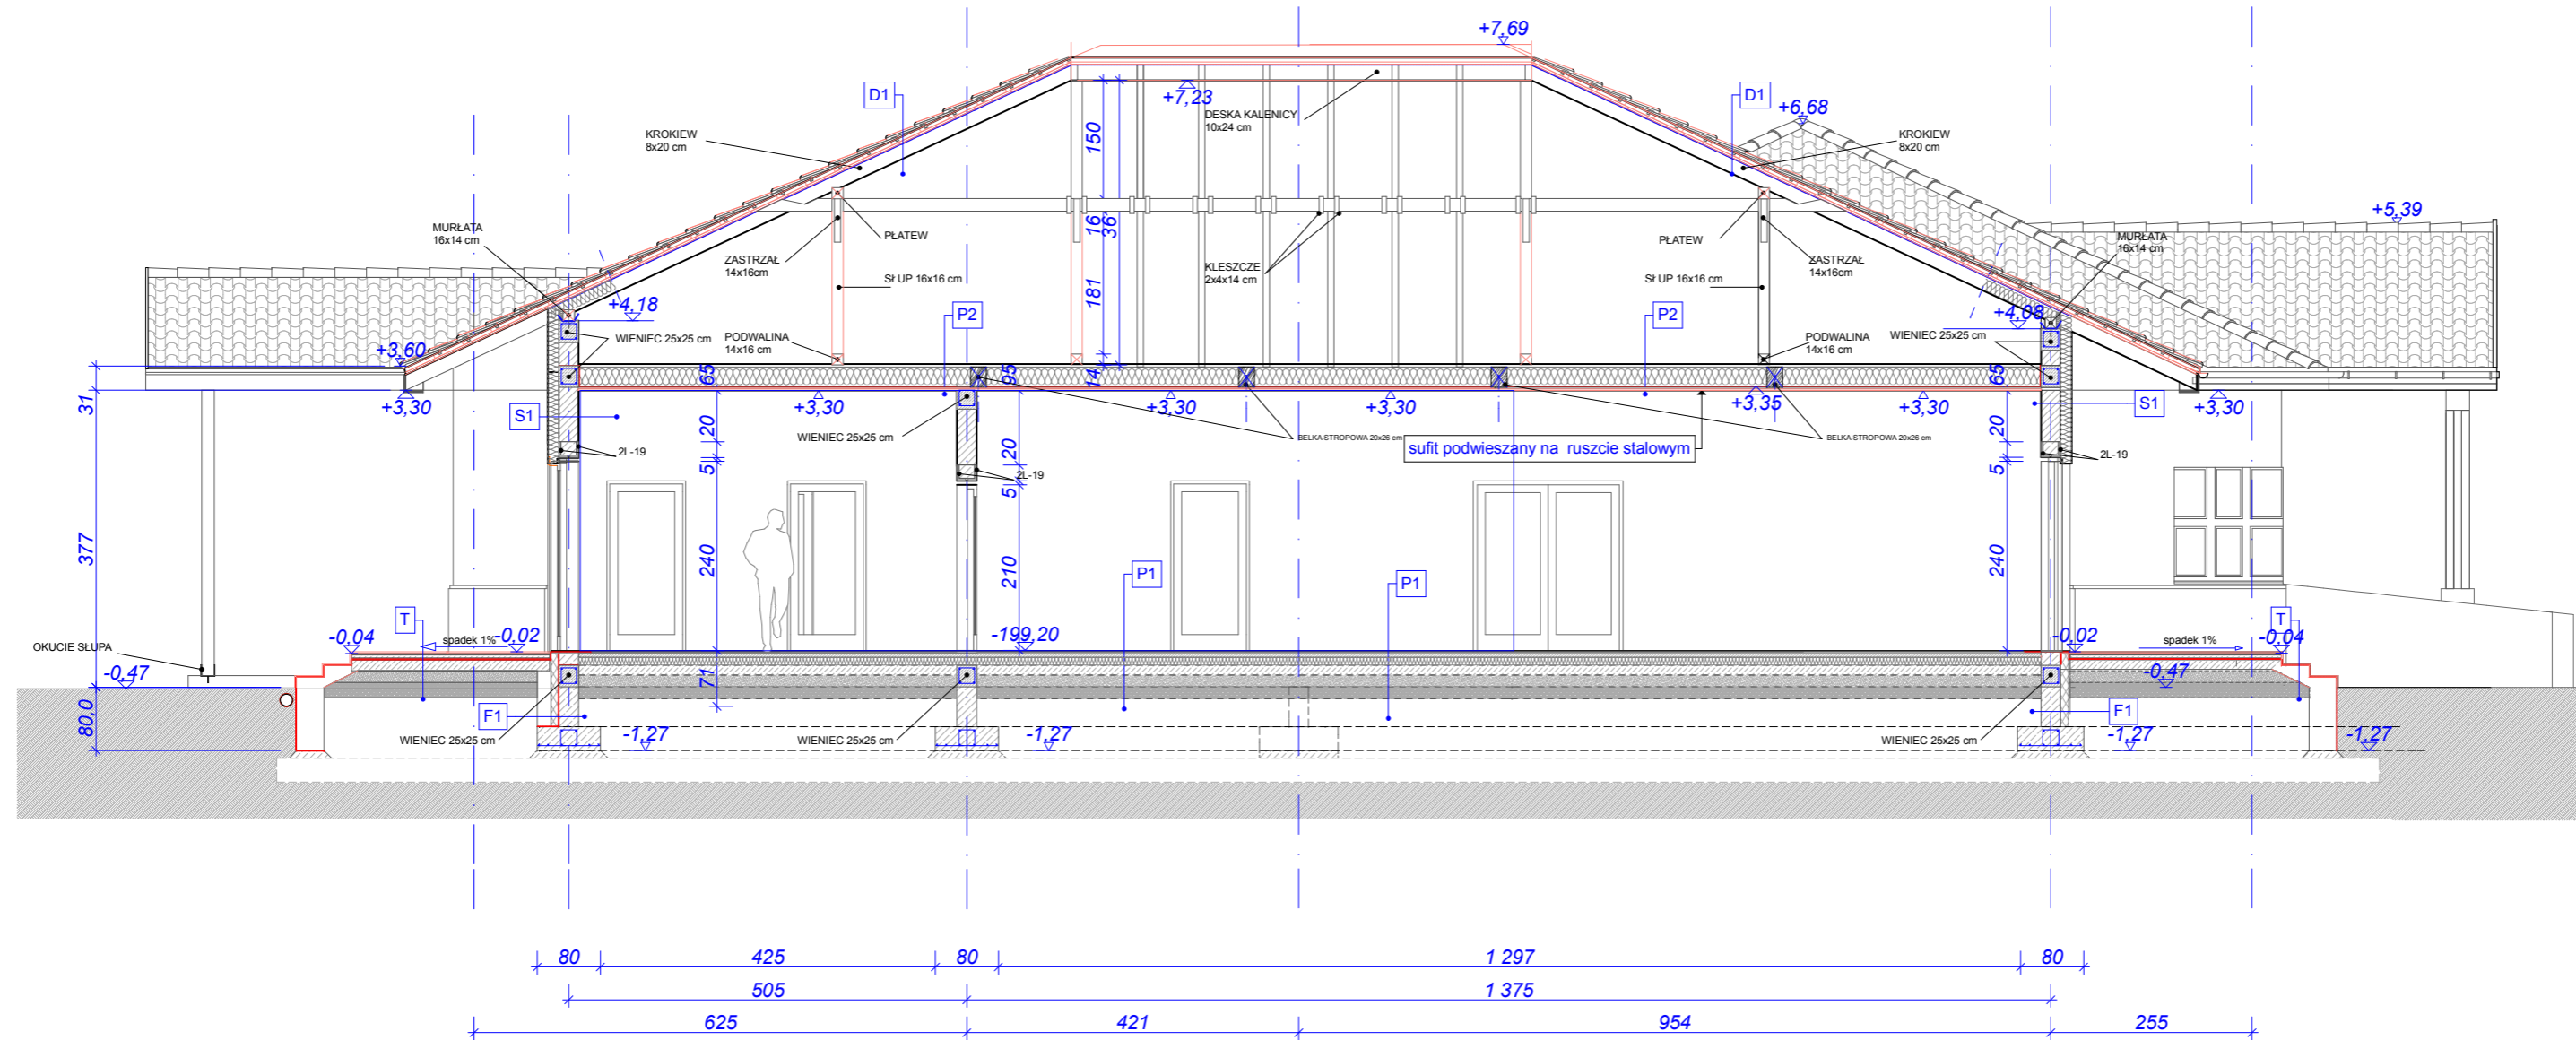 +7,69
D1
+7,23
DESKA KALENICY
10x24 cm
D1
+6,68
KROKIEW
8x20 cm
KROKIEW
8x20 cm
150
MURŁATA
16x14 cm
PŁATEW
ZASTRZAŁ
14x16cm
SŁUP 16x16 cm
16
36
181
KLESZCZE
2x4x14 cm
PŁATEW
ZASTRZAŁ
14x16cm
SŁUP 16x16 cm
+5,39
MURŁATA
16x14 cm
+4,18
P2
P2
+4,08
WIENIEC 25x25 cm
PODWALINA
14x16 cm
PODWALINA
14x16 cm
WIENIEC 25x25 cm
+3,60
65
95
14
65
31
+3,30
S1
+3,30
+3,30
+3,30
+3,35
+3,30
S1
+3,30
20
WIENIEC 25x25 cm
BELKA STROPOWA 20x26 cm
sufit podwieszany na ruszcie stalowym
BELKA STROPOWA 20x26 cm
20
2L-19
5
20
2L-19
5
2L-19
5
377
240
210
240
P1
P1
T
-0,04
spadek 1%
-0,02
-199,20
-0,02
spadek 1%
-0,04
T
OKUCIE SŁUPA
-0,47
71
-0,47
80,0
F1
F1
WIENIEC 25x25 cm
-1,27
WIENIEC 25x25 cm
-1,27
WIENIEC 25x25 cm
-1,27
-1,27
80
425
80
1 297
80
505
1 375
625
421
954
255